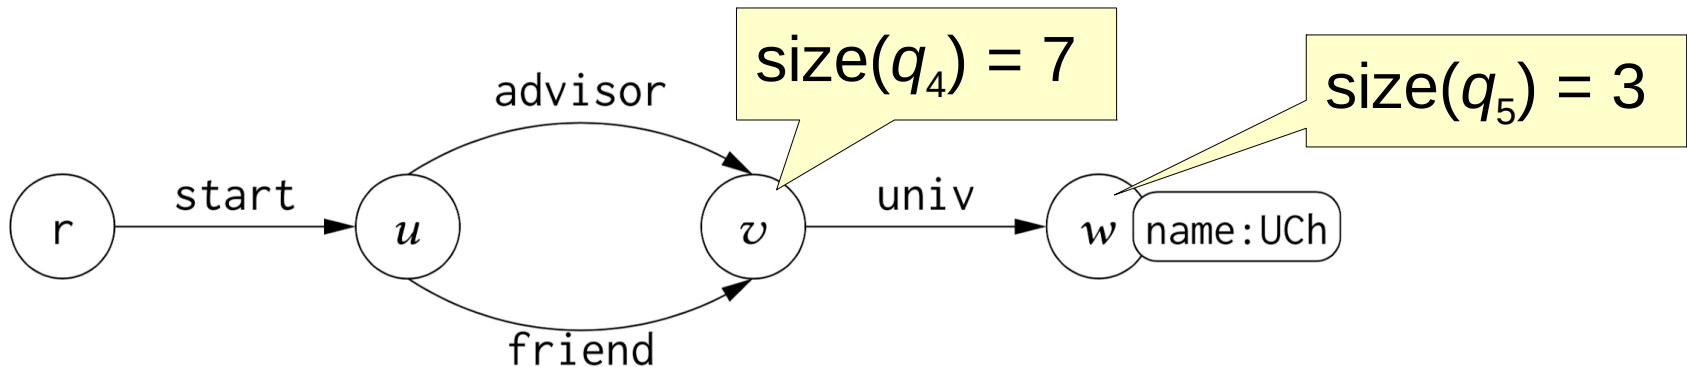 size(q4) = 7
size(q5) = 3
advisor
start
univ
r
u
v
w
name:UCh
friend